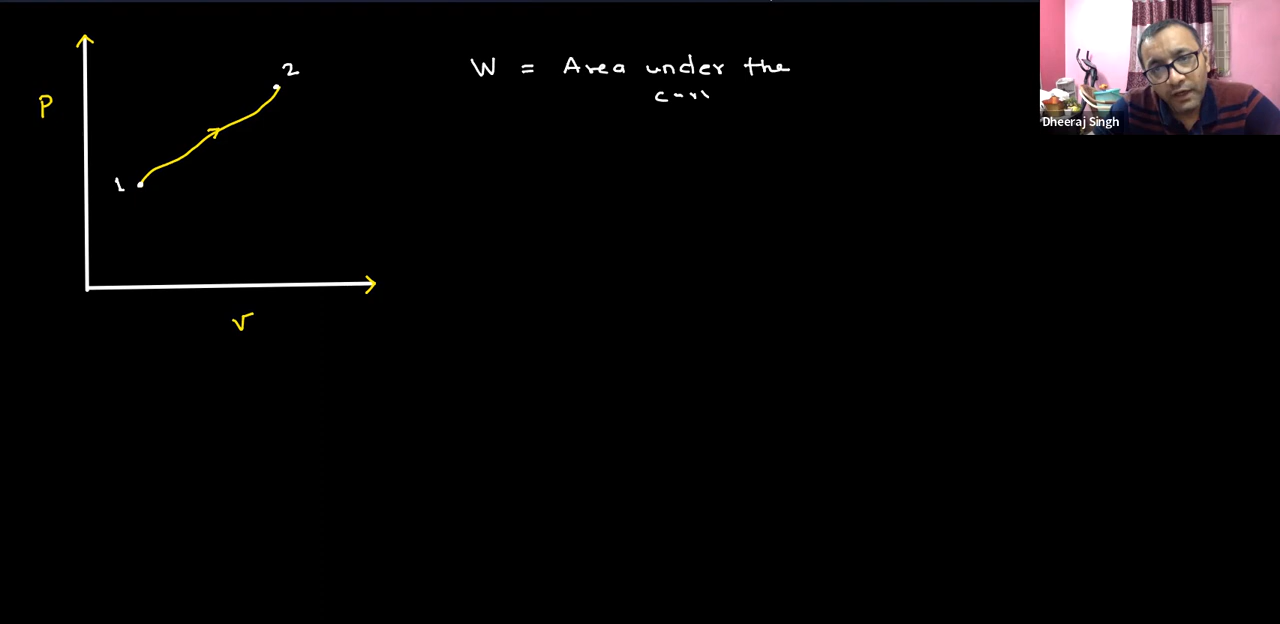 2
P
1
V
W = Area under the
Dheeraj Singh